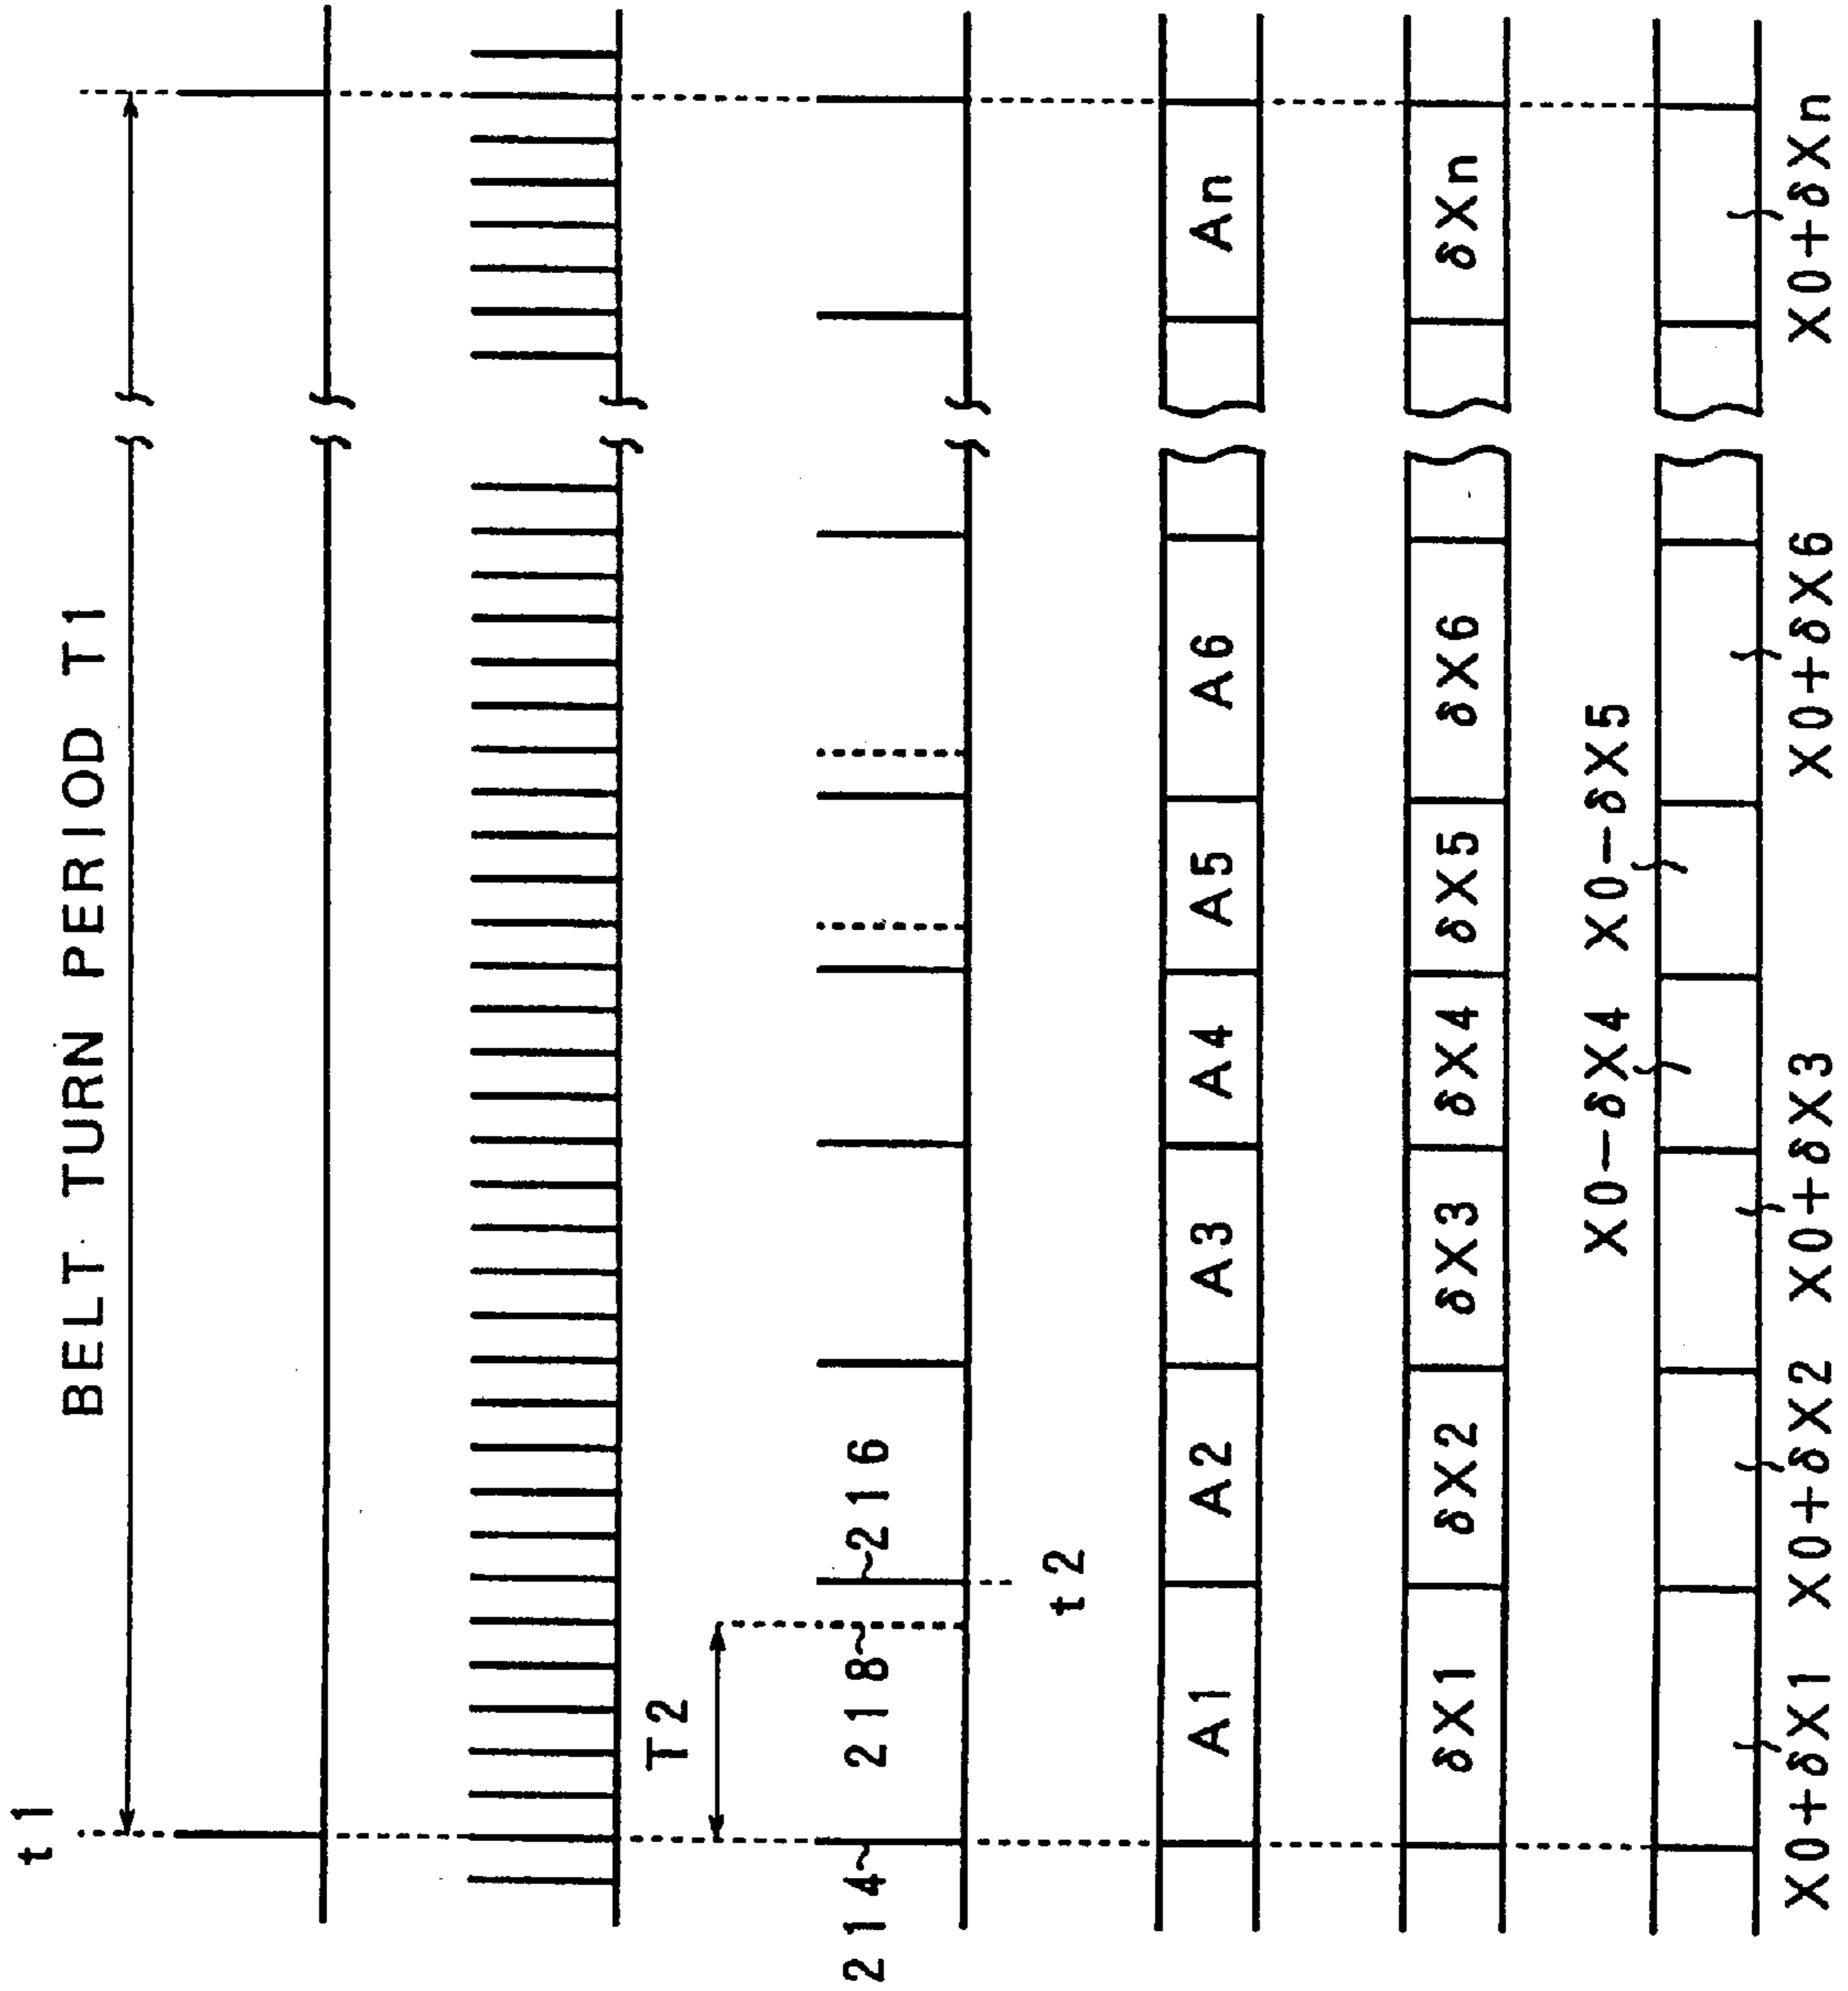 t1
BELT TURN PERIOD T1
T2
214
218
216
t2
A1 A2 A3 A4 A5 A6 An
δX1 δX2 δX3 δX4 δX5 δX6 δXn
X0-δX4 X0-δX5
X0+δX1 X0+δX2 X0+δX3 X0+δX6 X0+δXn